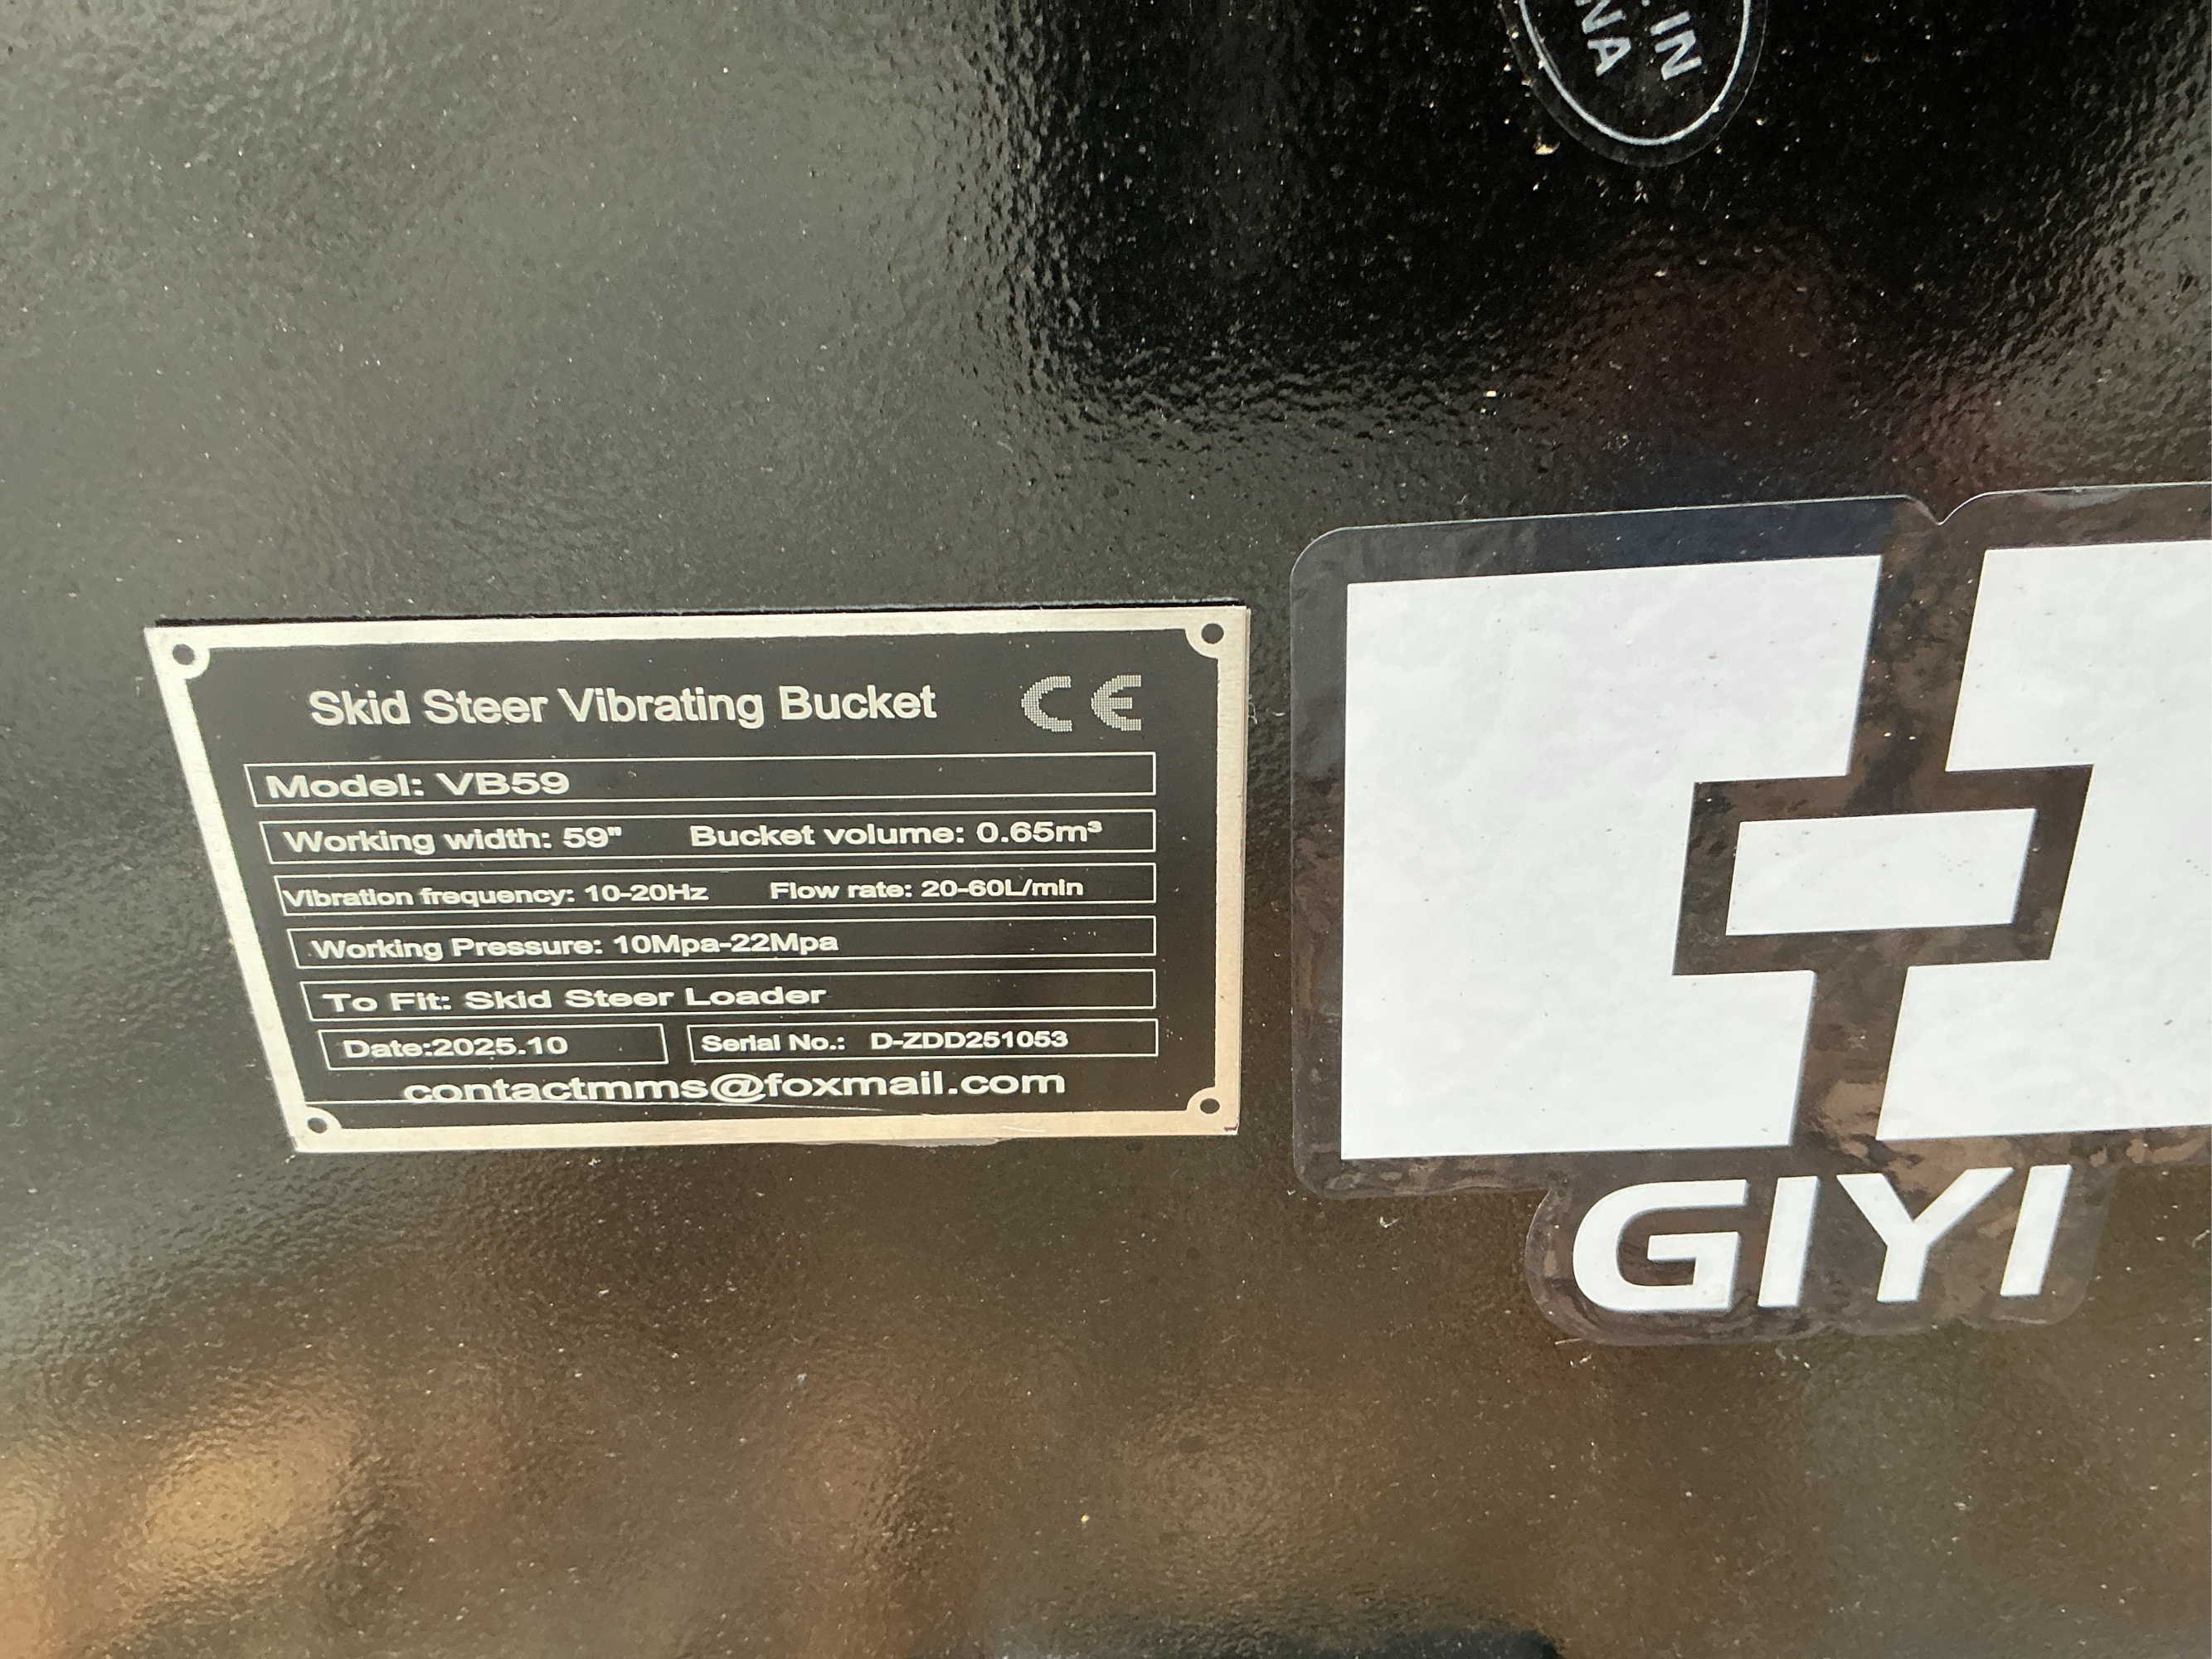 IN
NA
Skid Steer Vibrating Bucket CE
Model: VB59
Working width: 59" Bucket volume: 0.65m³
Vibration frequency: 10-20Hz Flow rate: 20-60L/min
Working Pressure: 10Mpa-22Mpa
To Fit: Skid Steer Loader
Date:2025.10 Serial No.: D-ZDD251053
contactmms@foxmail.com
GIYI